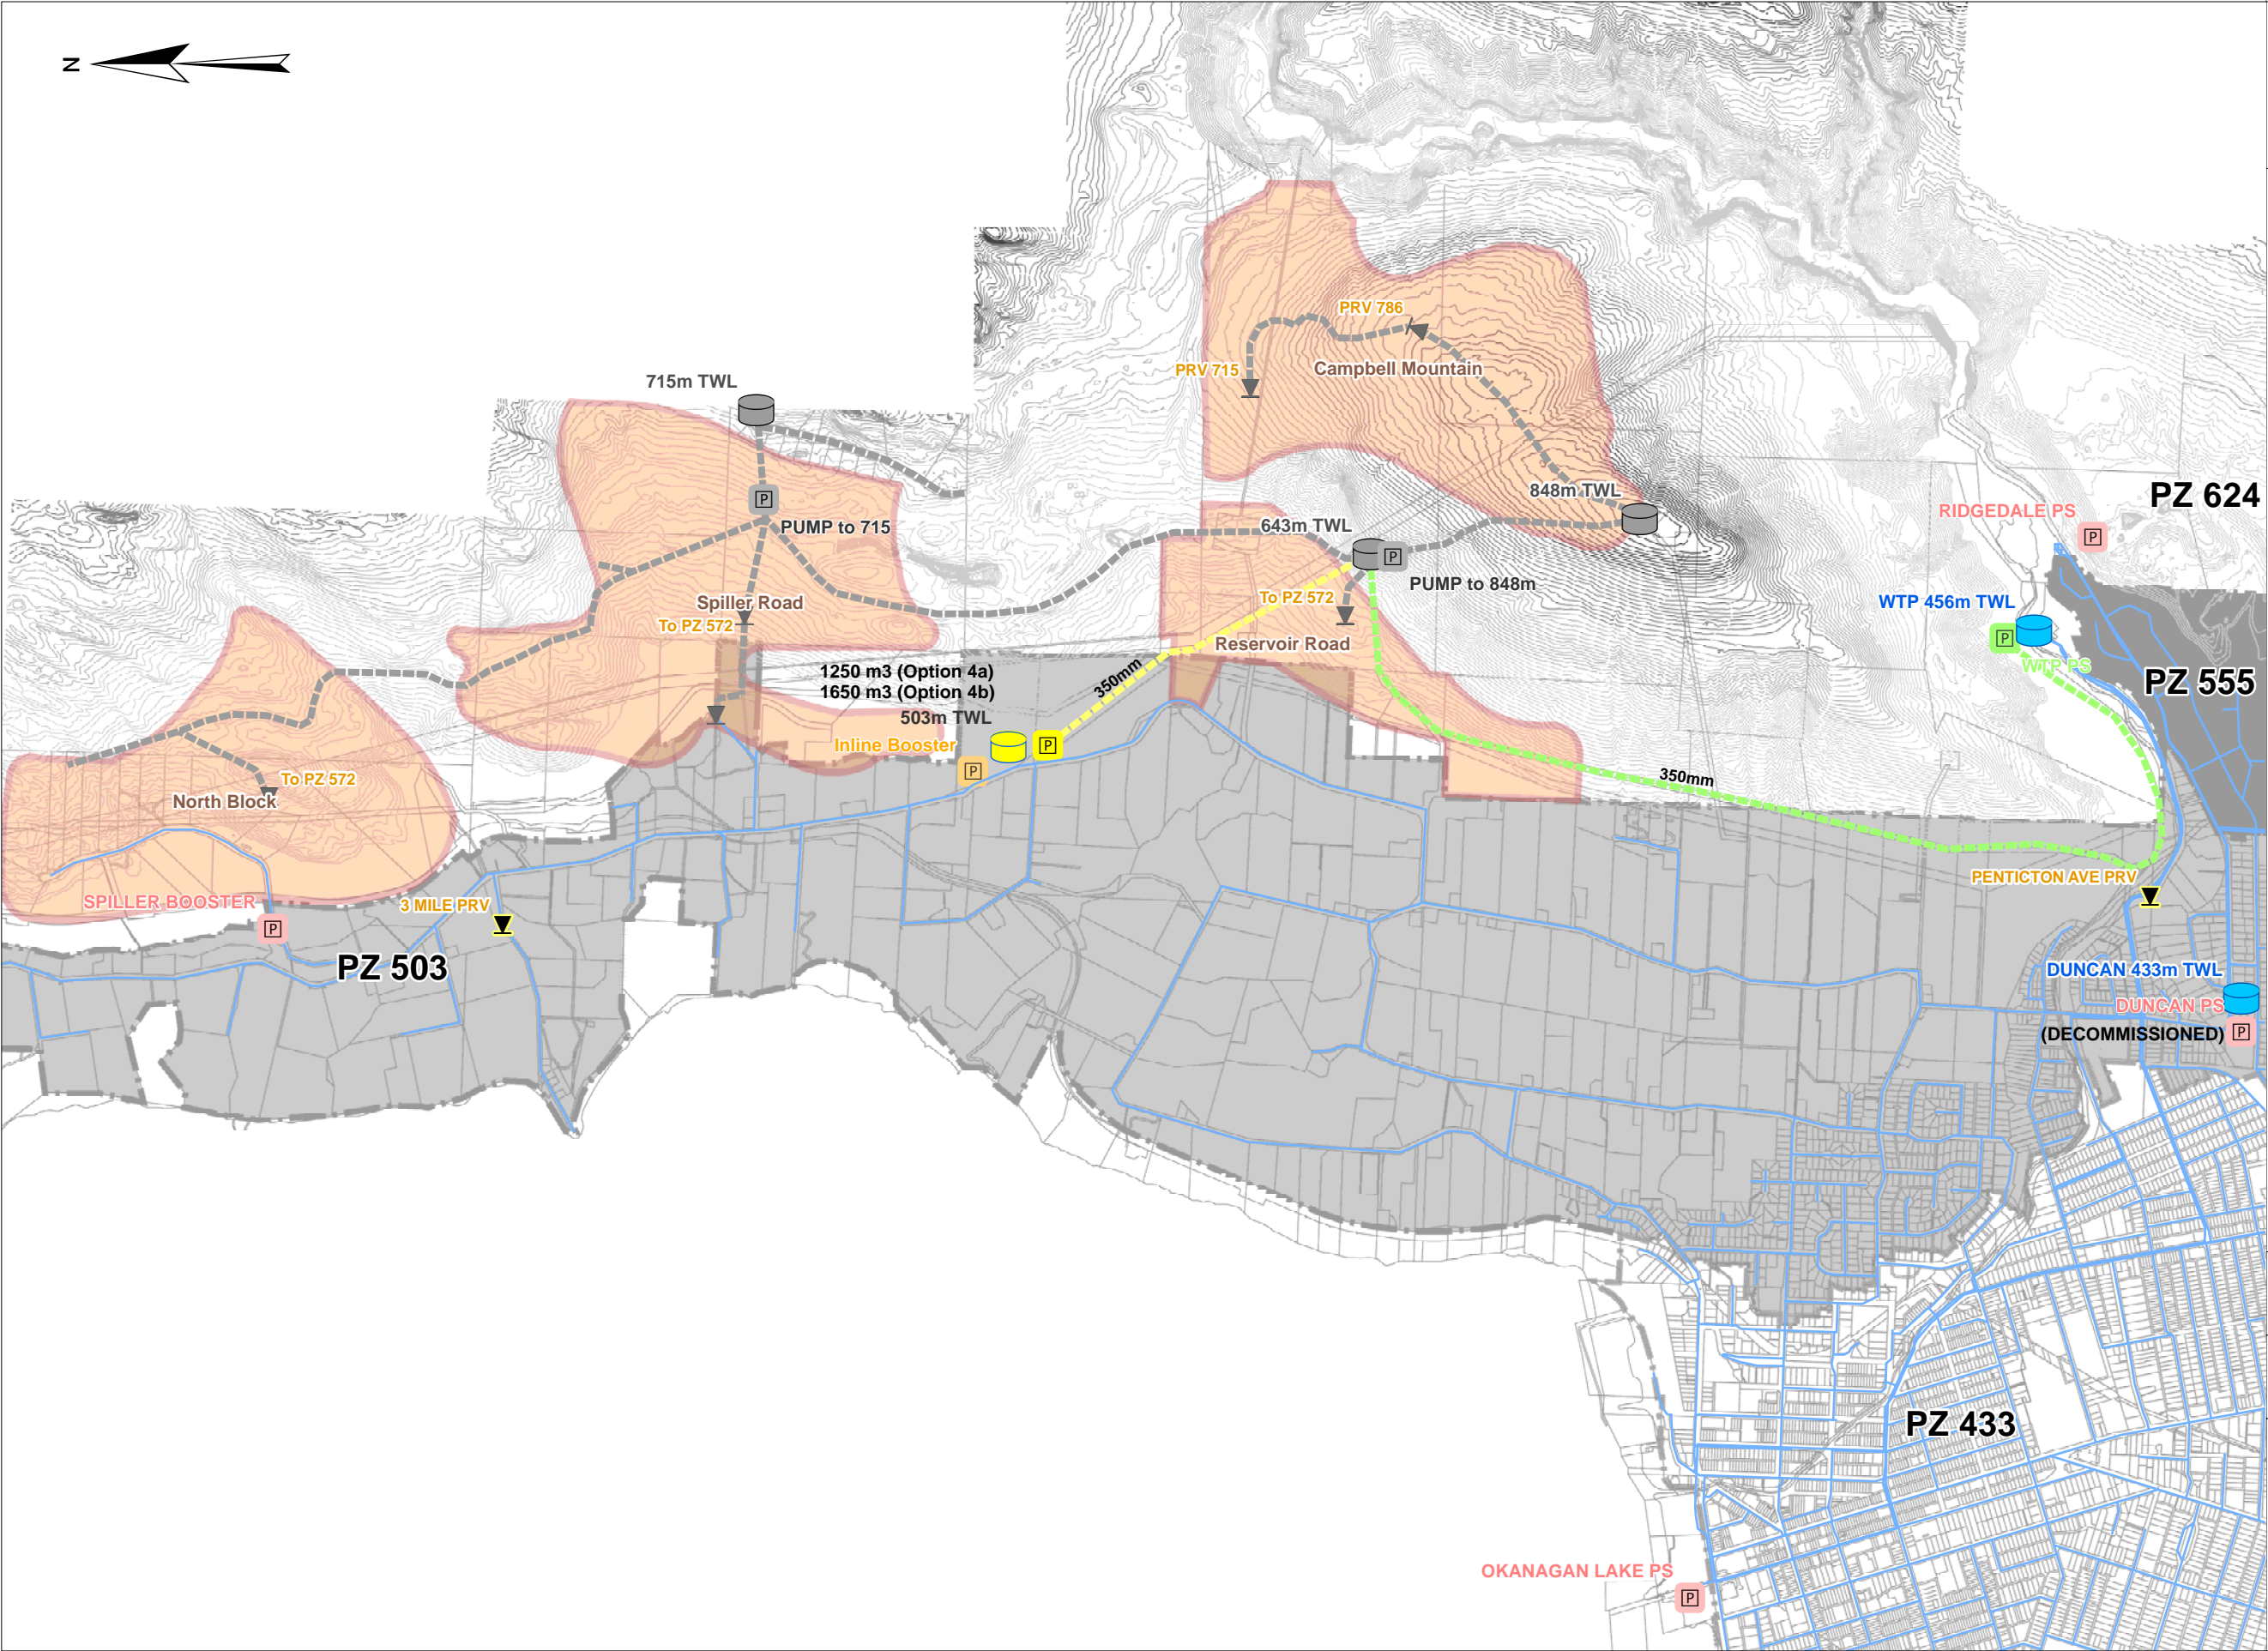 N
PRV 786
PRV 715
Campbell Mountain
715m TWL
P
PUMP to 715
848m TWL
643m TWL
P
PUMP to 848m
PZ 624
RIDGEDALE PS
P
WTP 456m TWL
P
WTP PS
PZ 555
Spiller Road
To PZ 572
To PZ 572
Reservoir Road
1250 m3 (Option 4a)
1650 m3 (Option 4b)
503m TWL
350mm
Inline Booster
P
P
To PZ 572
North Block
350mm
SPILLER BOOSTER
P
3 MILE PRV
PENTICTON AVE PRV
PZ 503
DUNCAN 433m TWL
DUNCAN PS
(DECOMMISSIONED)
P
PZ 433
OKANAGAN LAKE PS
P